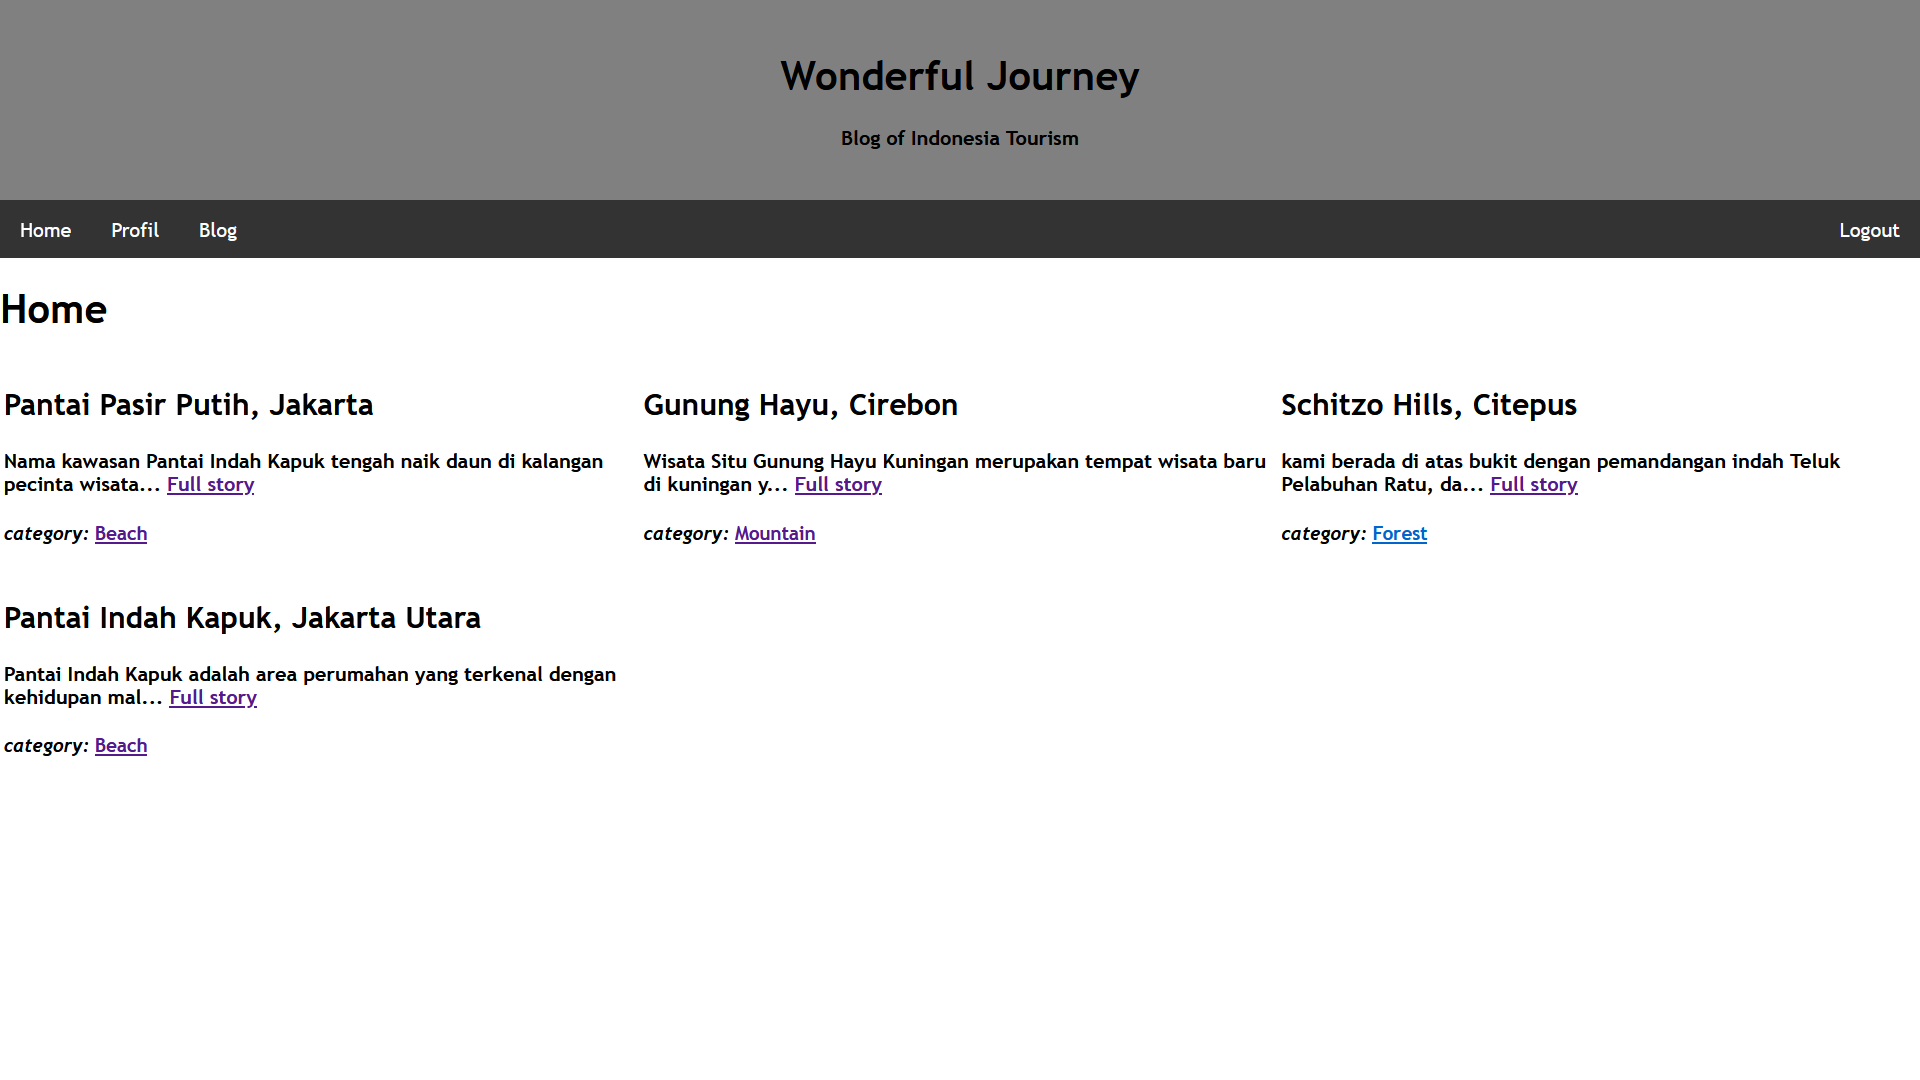 Wonderful Journey
Blog of Indonesia Tourism
Home Profil Blog Logout
Home
Pantai Pasir Putih, Jakarta
Nama kawasan Pantai Indah Kapuk tengah naik daun di kalangan
pecinta wisata... Full story
category: Beach
Gunung Hayu, Cirebon
Wisata Situ Gunung Hayu Kuningan merupakan tempat wisata baru
di kuningan y... Full story
category: Mountain
Schitzo Hills, Citepus
kami berada di atas bukit dengan pemandangan indah Teluk
Pelabuhan Ratu, da... Full story
category: Forest
Pantai Indah Kapuk, Jakarta Utara
Pantai Indah Kapuk adalah area perumahan yang terkenal dengan
kehidupan mal... Full story
category: Beach